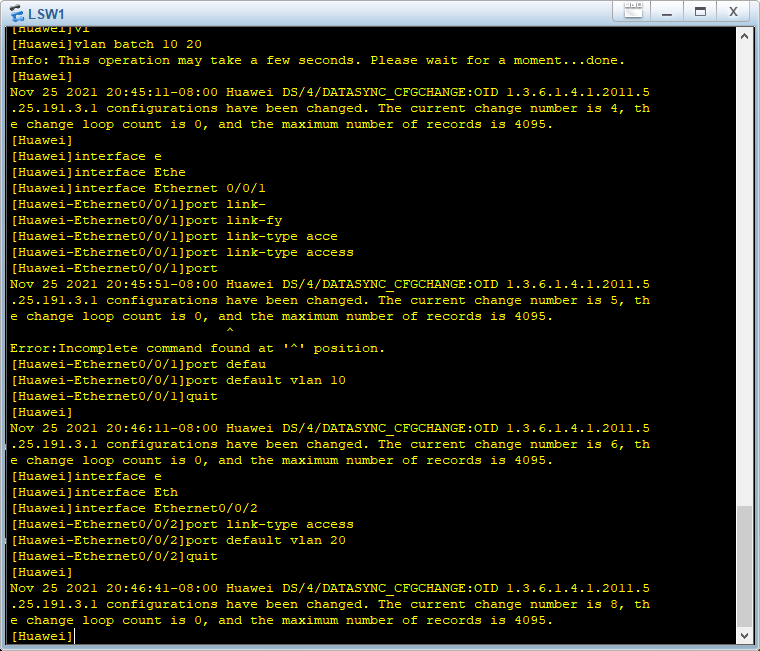 LSW1
[Huawei]vl
[Huawei]vlan batch 10 20
Info: This operation may take a few seconds. Please wait for a moment...done.
[Huawei]
Nov 25 2021 20:45:11-08:00 Huawei DS/4/DATASYNC_CFGCHANGE:OID 1.3.6.1.4.1.2011.5
.25.191.3.1 configurations have been changed. The current change number is 4, th
e change loop count is 0, and the maximum number of records is 4095.
[Huawei]
[Huawei]interface e
[Huawei]interface Ethe
[Huawei]interface Ethernet 0/0/1
[Huawei-Ethernet0/0/1]port link-
[Huawei-Ethernet0/0/1]port link-fy
[Huawei-Ethernet0/0/1]port link-type acce
[Huawei-Ethernet0/0/1]port link-type access
[Huawei-Ethernet0/0/1]port
Nov 25 2021 20:45:51-08:00 Huawei DS/4/DATASYNC_CFGCHANGE:OID 1.3.6.1.4.1.2011.5
.25.191.3.1 configurations have been changed. The current change number is 5, th
e change loop count is 0, and the maximum number of records is 4095.
^
Error:Incomplete command found at '^' position.
[Huawei-Ethernet0/0/1]port defau
[Huawei-Ethernet0/0/1]port default vlan 10
[Huawei-Ethernet0/0/1]quit
[Huawei]
Nov 25 2021 20:46:11-08:00 Huawei DS/4/DATASYNC_CFGCHANGE:OID 1.3.6.1.4.1.2011.5
.25.191.3.1 configurations have been changed. The current change number is 6, th
e change loop count is 0, and the maximum number of records is 4095.
[Huawei]interface e
[Huawei]interface Eth
[Huawei]interface Ethernet0/0/2
[Huawei-Ethernet0/0/2]port link-type access
[Huawei-Ethernet0/0/2]port default vlan 20
[Huawei-Ethernet0/0/2]quit
[Huawei]
Nov 25 2021 20:46:41-08:00 Huawei DS/4/DATASYNC_CFGCHANGE:OID 1.3.6.1.4.1.2011.5
.25.191.3.1 configurations have been changed. The current change number is 8, th
e change loop count is 0, and the maximum number of records is 4095.
[Huawei]